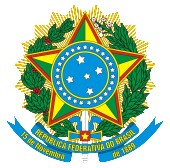 REPÚBLICA FEDERATIVA DO BRASIL
15 de Novembro
de 1889